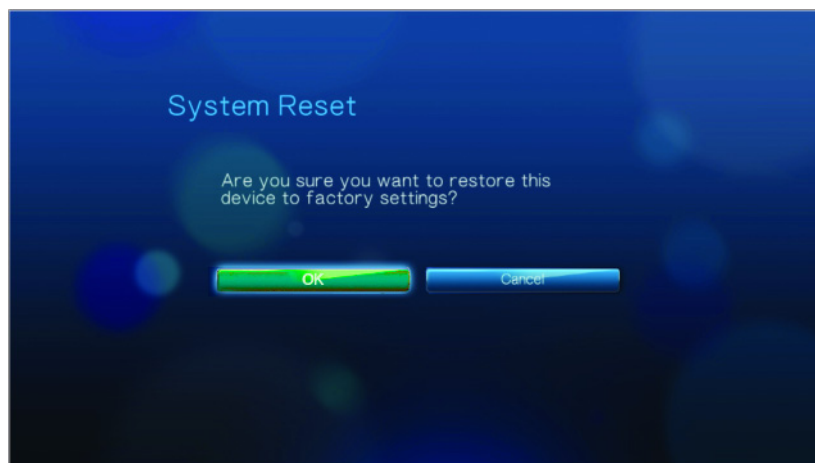 System Reset
Are you sure you want to restore this
device to factory settings?
OK
Cancel